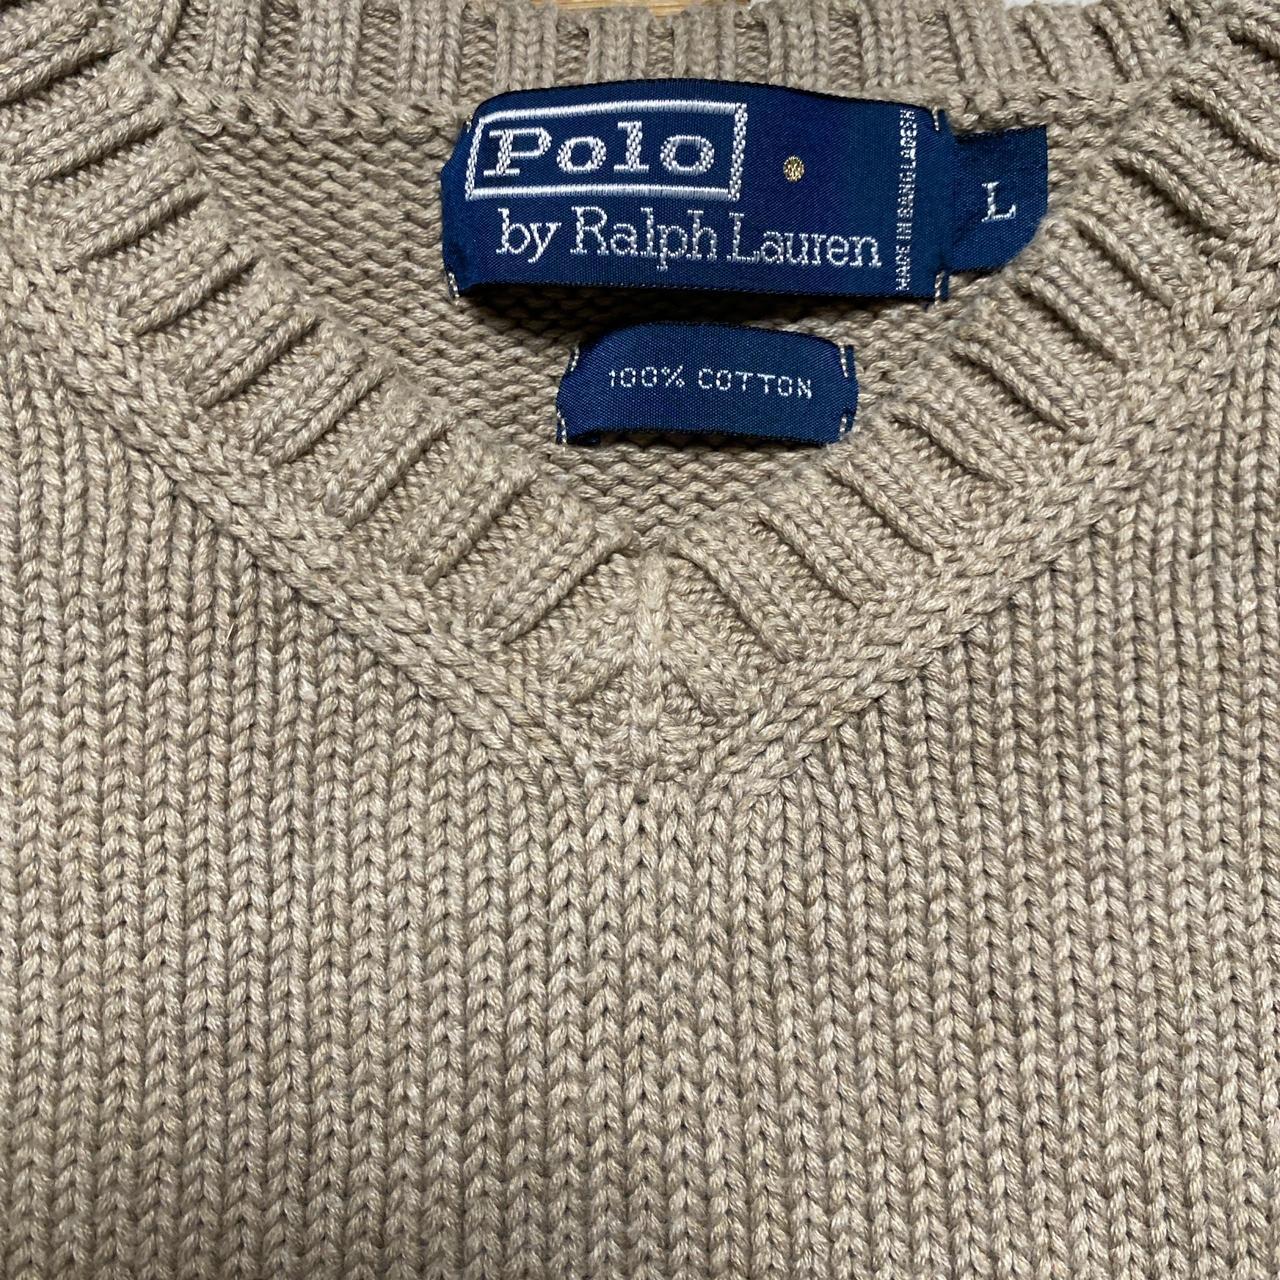 Polo
by Ralph Lauren
MADE IN BANGLADESH
L
100% COTTON